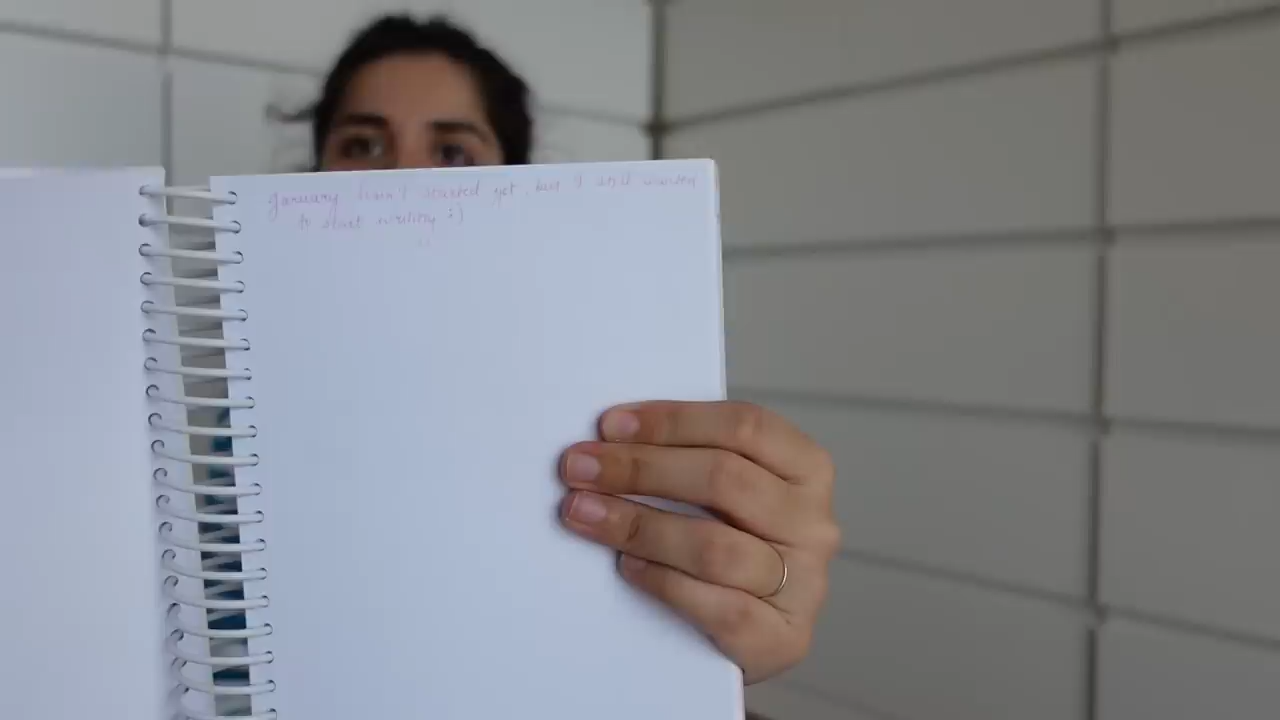 January hasn't started yet, but I still wanted
to start writing :)